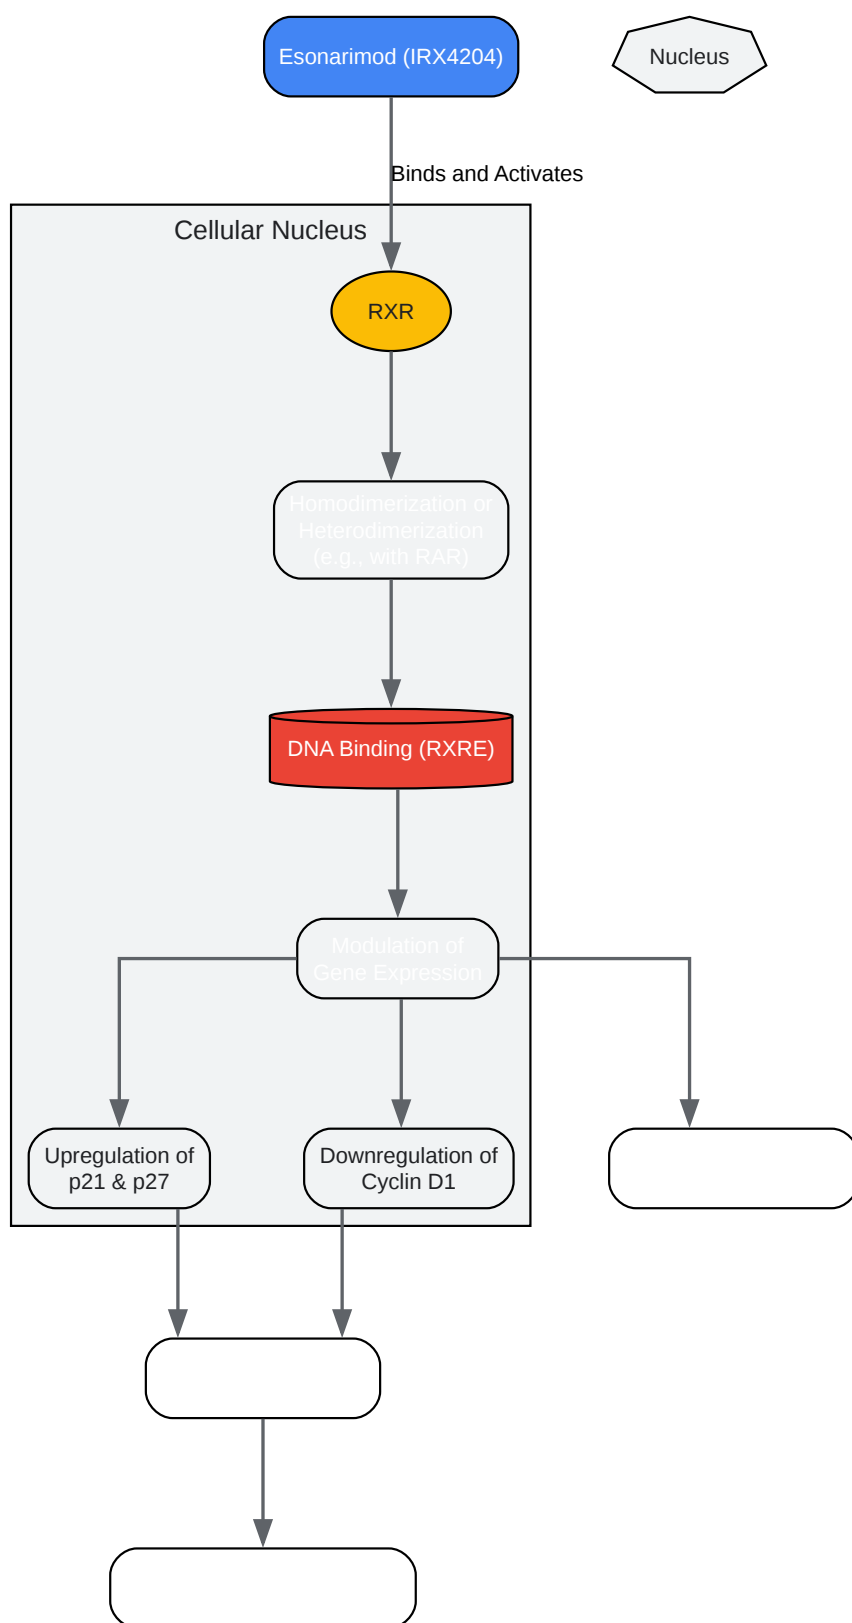 Esonarimod (IRX4204)
Nucleus
Binds and Activates
Cellular Nucleus
RXR
Homodimerization or
Heterodimerization
(e.g., with RAR)
DNA Binding (RXRE)
Modulation of
Gene Expression
Upregulation of
p21 & p27
Downregulation of
Cyclin D1